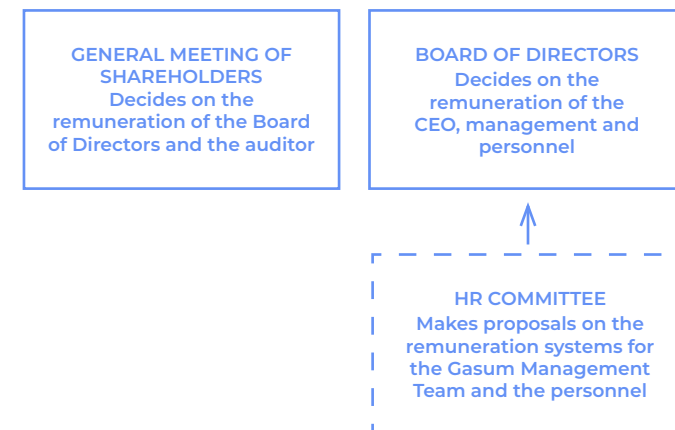 GENERAL MEETING OF
SHAREHOLDERS
Decides on the
remuneration of the Board
of Directors and the auditor
BOARD OF DIRECTORS
Decides on the
remuneration of the
CEO, management and
personnel
HR COMMITTEE
Makes proposals on the
remuneration systems for
the Gasum Management
Team and the personnel